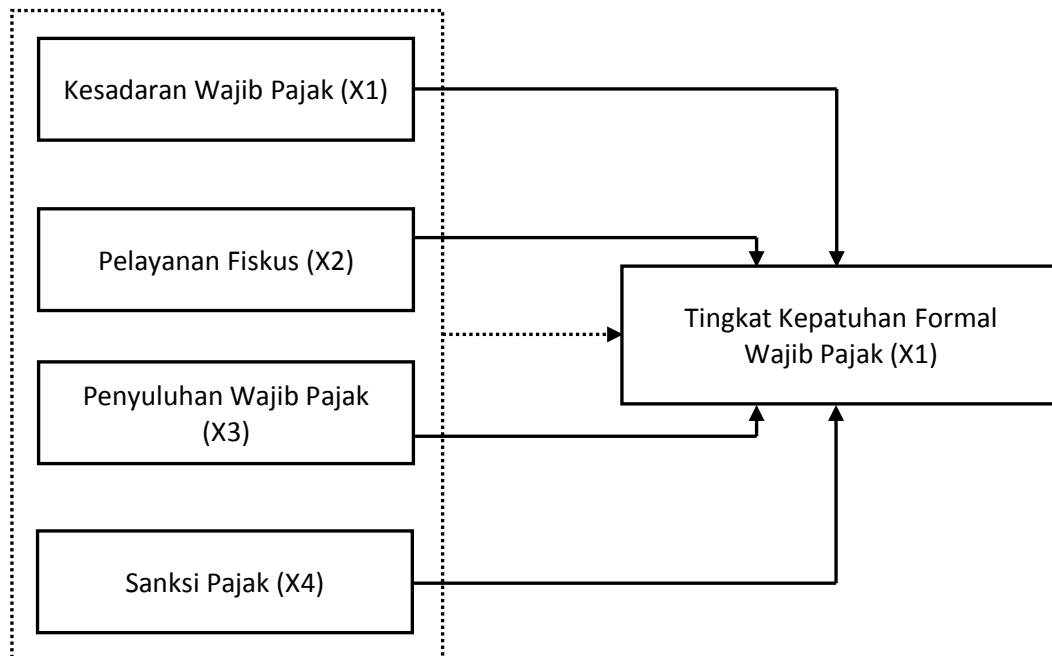 Kesadaran Wajib Pajak (X1)
Pelayanan Fiskus (X2)
Penyuluhan Wajib Pajak
(X3)
Sanksi Pajak (X4)
Tingkat Kepatuhan Formal
Wajib Pajak (X1)